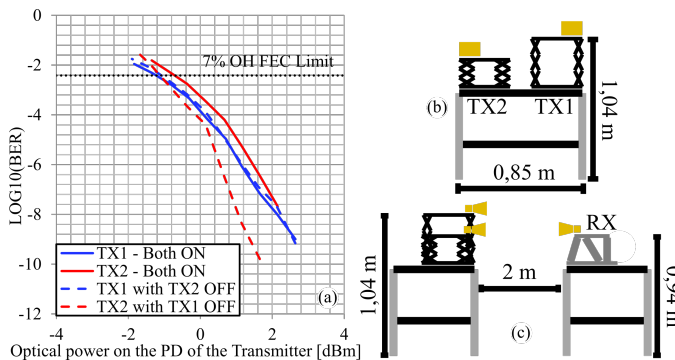 (a)
0
-2
-4
-6
-8
-10
-12
LOG10(BER)
7% OH FEC Limit
TX1 - Both ON
TX2 - Both ON
TX1 with TX2 OFF
TX2 with TX1 OFF
-4
-2
0
2
4
Optical power on the PD of the Transmitter [dBm]
(b)
TX2
TX1
1,04 m
0,85 m
RX
2 m
1,04 m
0,94 m
(c)